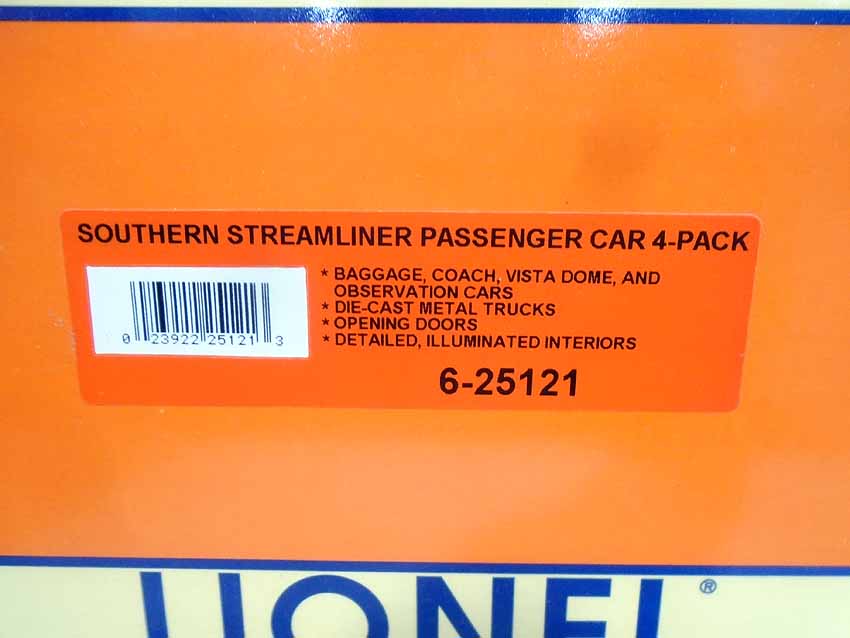 SOUTHERN STREAMLINER PASSENGER CAR 4-PACK
* BAGGAGE, COACH, VISTA DOME, AND
OBSERVATION CARS
* DIE-CAST METAL TRUCKS
* OPENING DOORS
* DETAILED, ILLUMINATED INTERIORS
0 23922 25121 3
6-25121
LIONEL ®